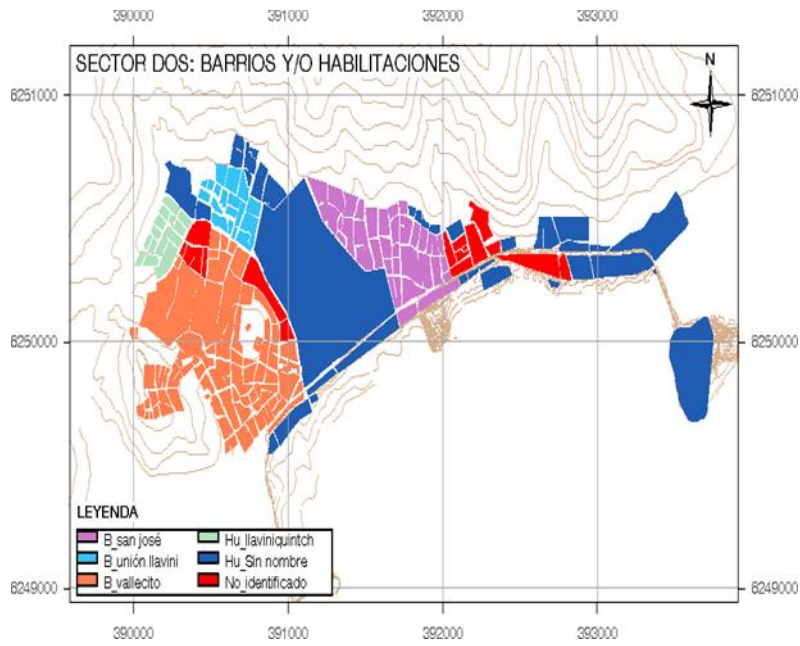 390000 391000 392000 393000
SECTOR DOS: BARRIOS Y/O HABILITACIONES
N
6251000 6251000
6250000 6250000
LEYENDA
B_san josé Hu_llaviniquintch
B_unión llavini Hu_Sin nombre
B_vallecito No_identificado
6249000 6249000
390000 391000 392000 393000